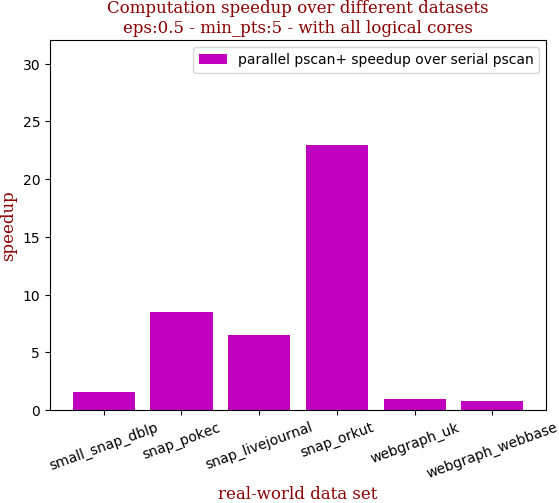 Computation speedup over different datasets
eps:0.5 - min_pts:5 - with all logical cores
parallel pscan+ speedup over serial pscan
speedup
30
25
20
15
10
5
0
small_snap_dblp
snap_pokec
snap_livejournal
snap_orkut
webgraph_uk
webgraph_webbase
real-world data set